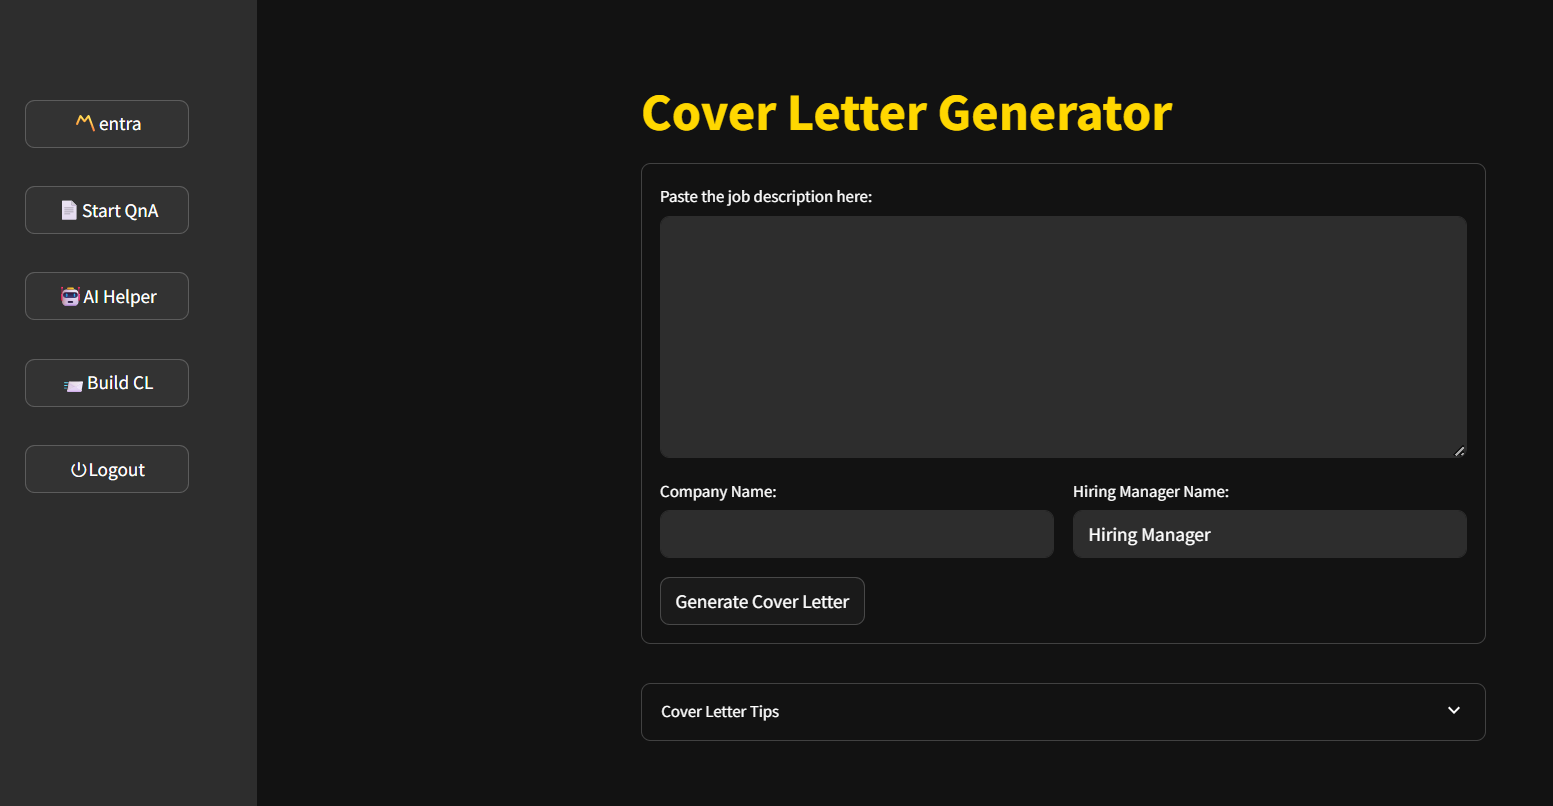 entra
Start QnA
AI Helper
Build CL
Logout
Cover Letter Generator
Paste the job description here:
Company Name:
Hiring Manager Name:
Hiring Manager
Generate Cover Letter
Cover Letter Tips